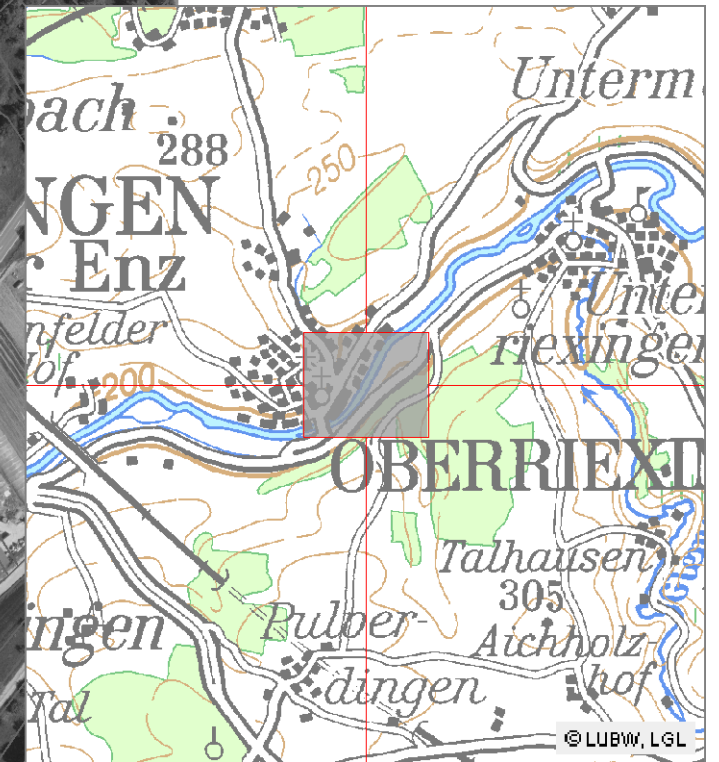 Unterm
bach
288
250
NGEN
r Enz
Unter
riexingen
nfelder
Hof
200
OBERRIEXI
Talhausen
305
Pulver-
dingen
Aichholz-
hof
ingen
Tal
© LUBW, LGL